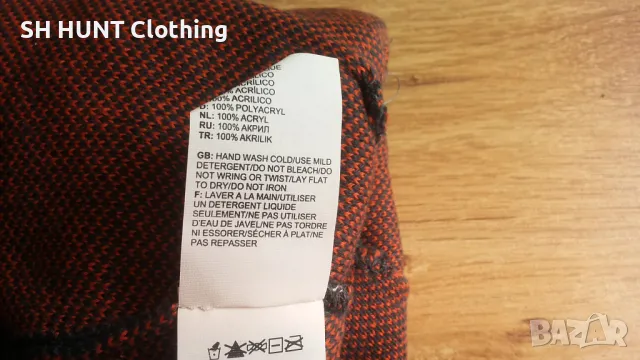 SH HUNT Clothing
ACRÍLICO
ACRILICO
D: 100% POLYACRYL
NL: 100% ACRYL
RU: 100% АКРИЛ
TR: 100% AKRILIK
GB: HAND WASH COLD/USE MILD
DETERGENT/DO NOT BLEACH/DO
NOT WRING OR TWIST/LAY FLAT
TO DRY/DO NOT IRON
F: LAVER A LA MAIN/UTILISER
UN DETERGENT LIQUIDE
SEULEMENT/NE PAS UTILISER
D'EAU DE JAVEL/NE PAS TORDRE
NI ESSORER/SÉCHER À PLAT/NE
PAS REPASSER
BAZAR
bg